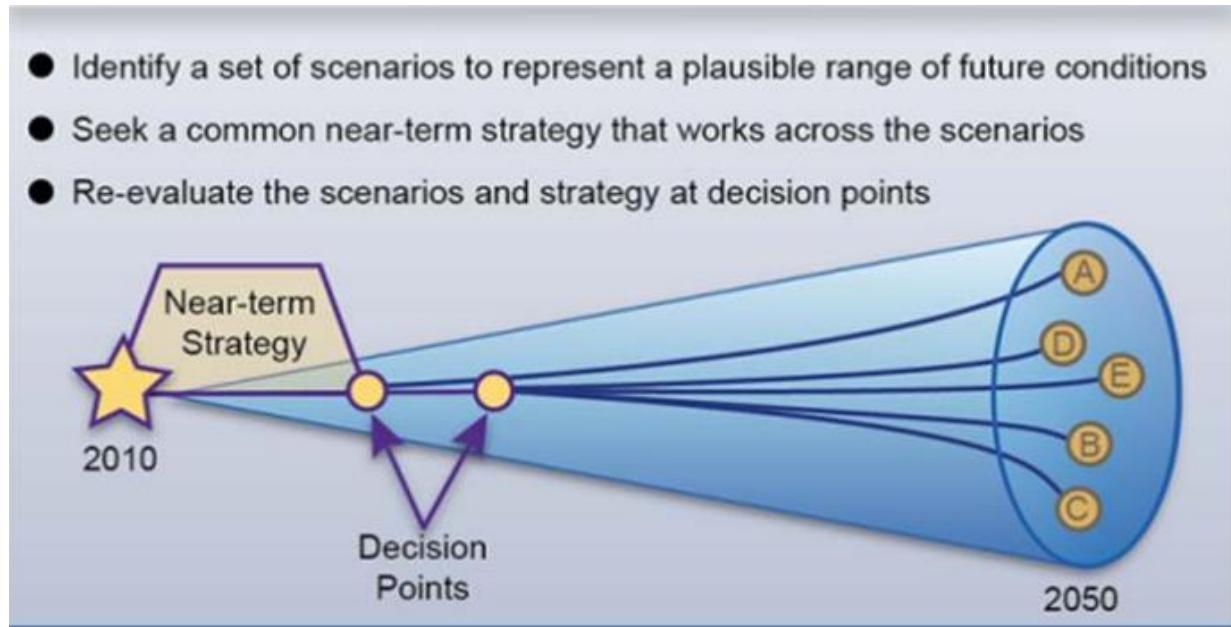 ● Identify a set of scenarios to represent a plausible range of future conditions
● Seek a common near-term strategy that works across the scenarios
● Re-evaluate the scenarios and strategy at decision points
Near-term
Strategy
A
D
E
B
C
2010
Decision
Points
2050